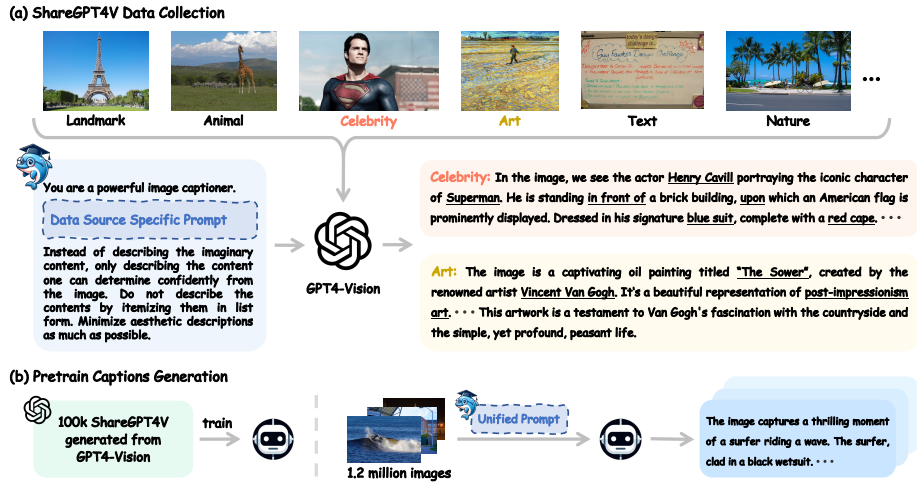 (a) ShareGPT4V Data Collection
today's design
challenge is...
Guy Fawkes Design Challenge!
Landmark
Animal
Celebrity
Art
Text
Nature
...
You are a powerful image captioner.
Data Source Specific Prompt
Instead of describing the imaginary
content, only describing the content
one can determine confidently from
the image. Do not describe the
contents by itemizing them in list
form. Minimize aesthetic descriptions
as much as possible.
GPT4-Vision
Celebrity: In the image, we see the actor Henry Cavill portraying the iconic character
of Superman. He is standing in front of a brick building, upon which an American flag is
prominently displayed. Dressed in his signature blue suit, complete with a red cape. · · ·
Art: The image is a captivating oil painting titled “The Sower”, created by the
renowned artist Vincent Van Gogh. It’s a beautiful representation of post-impressionism
art. · · · This artwork is a testament to Van Gogh's fascination with the countryside and
the simple, yet profound, peasant life.
(b) Pretrain Captions Generation
100k ShareGPT4V
generated from
GPT4-Vision
train
1.2 million images
Unified Prompt
The image captures a thrilling moment
of a surfer riding a wave. The surfer,
clad in a black wetsuit. · · ·